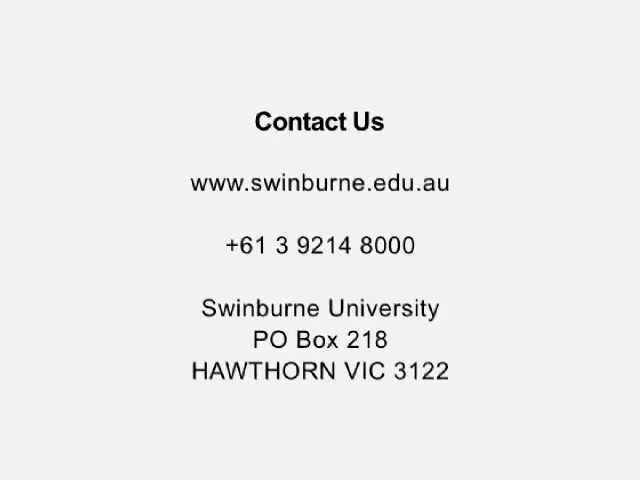 Contact Us
www.swinburne.edu.au
+61 3 9214 8000
Swinburne University
PO Box 218
HAWTHORN VIC 3122